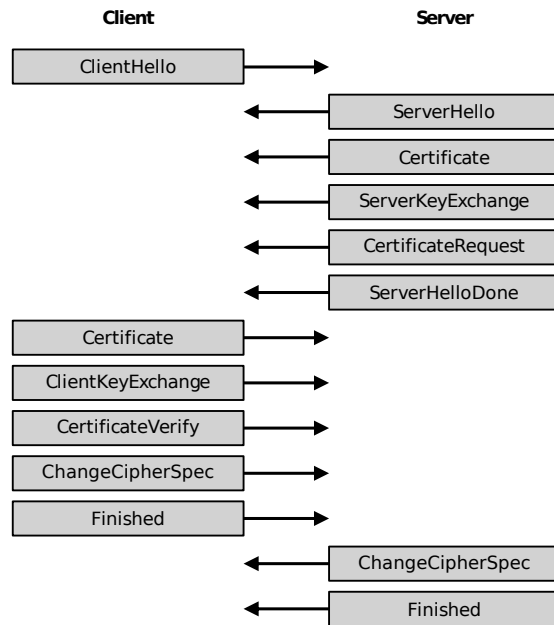 Client Server
ClientHello
ServerHello
Certificate
ServerKeyExchange
CertificateRequest
ServerHelloDone
Certificate
ClientKeyExchange
CertificateVerify
ChangeCipherSpec
Finished
ChangeCipherSpec
Finished